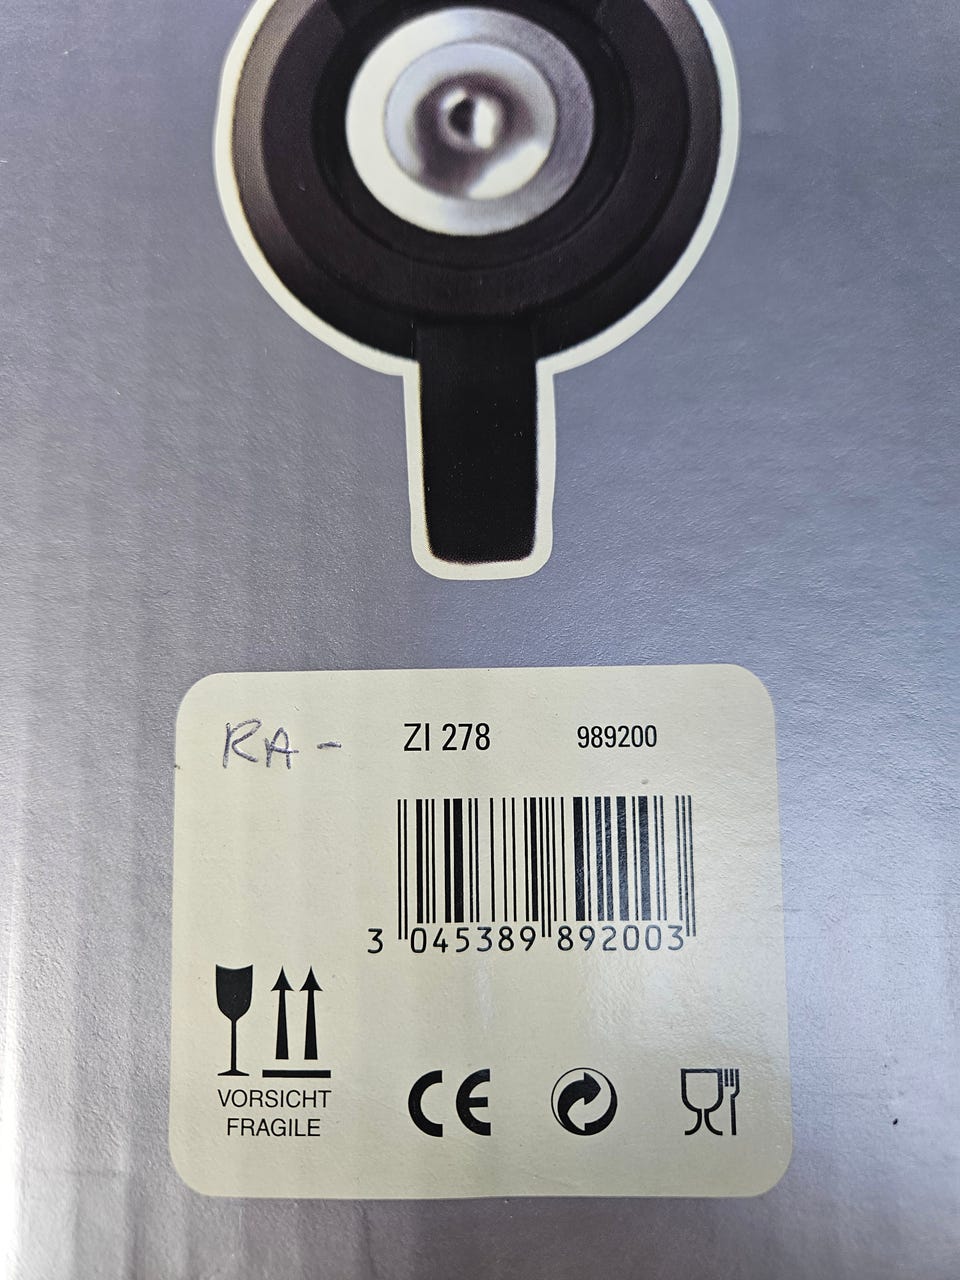 RA - ZI 278 989200
3 045389 892003
VORSICHT
FRAGILE
CE